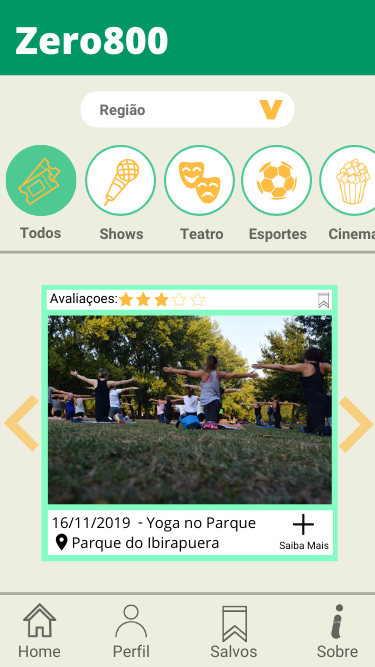 Zero800
Região
Todos
Shows
Teatro
Esportes
Cinema
Avaliaçoes:
16/11/2019 - Yoga no Parque
Parque do Ibirapuera
Saiba Mais
Home
Perfil
Salvos
Sobre